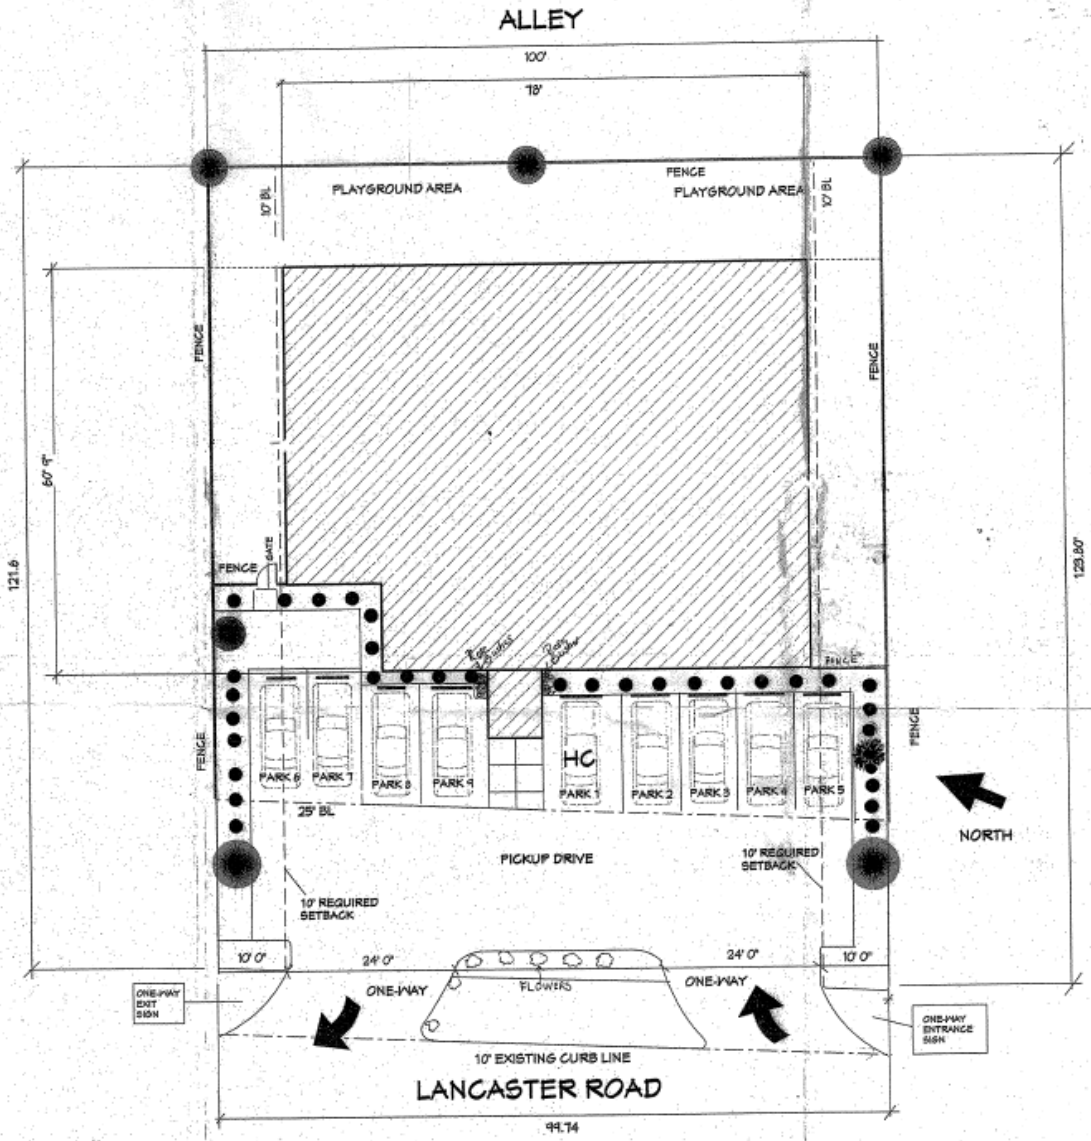 ALLEY
100'
78'
FENCE
PLAYGROUND AREA
PLAYGROUND AREA
10' BL
10' BL
FENCE
FENCE
60' 9"
121.8
123.80'
GATE
FENCE
FENCE
FENCE
FENCE
HC
PARK 6
PARK 7
PARK 8
PARK 9
PARK 1
PARK 2
PARK 3
PARK 4
PARK 5
25' BL
NORTH
PICKUP DRIVE
10' REQUIRED
SETBACK
10' REQUIRED
SETBACK
10' 0"
24' 0"
24' 0"
10' 0"
FLOWERS
ONE-WAY
ONE-WAY
ONE-WAY
EXIT
SIGN
ONE-WAY
ENTRANCE
SIGN
10' EXISTING CURB LINE
LANCASTER ROAD
99.74